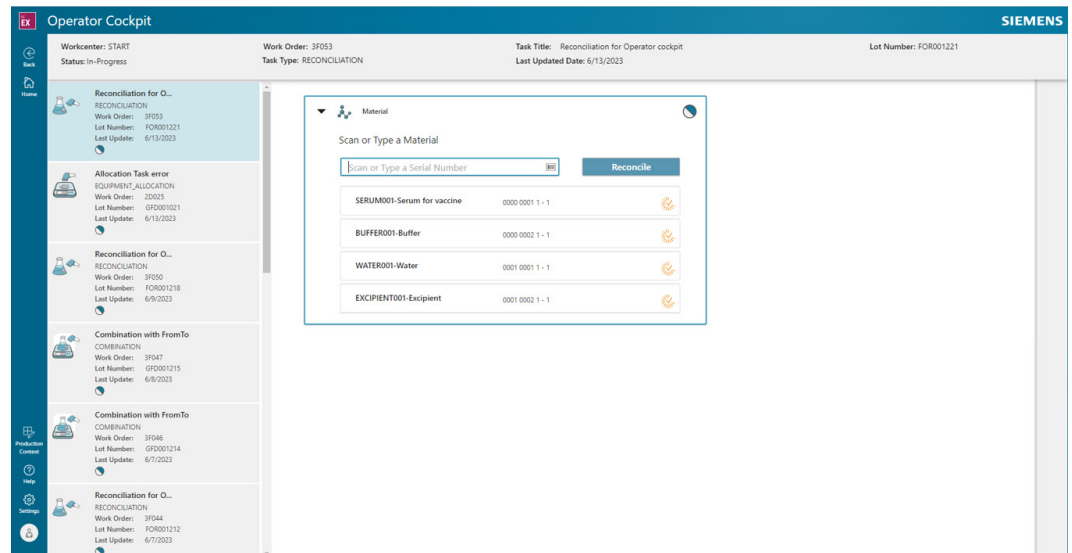 EX Operator Cockpit SIEMENS
Workcenter: START Work Order: 3F053 Task Title: Reconciliation for Operator cockpit Lot Number: FOR001221
Status: In-Progress Task Type: RECONCILIATION Last Updated Date: 6/13/2023
Back
Home
Reconciliation for O...
RECONCILIATION
Work Order: 3F053
Lot Number: FOR001221
Last Update: 6/13/2023
Allocation Task error
EQUIPMENT_ALLOCATION
Work Order: 2D025
Lot Number: GFD001021
Last Update: 6/13/2023
Reconciliation for O...
RECONCILIATION
Work Order: 3F050
Lot Number: FOR001218
Last Update: 6/9/2023
Combination with FromTo
COMBINATION
Work Order: 3F047
Lot Number: GFD001215
Last Update: 6/8/2023
Combination with FromTo
COMBINATION
Work Order: 3F046
Lot Number: GFD001214
Last Update: 6/7/2023
Reconciliation for O...
RECONCILIATION
Work Order: 3F044
Lot Number: FOR001212
Last Update: 6/7/2023
Production
Context
Help
Settings
Material
Scan or Type a Material
Scan or Type a Serial Number Reconcile
SERUM001-Serum for vaccine 0000 0001 1 - 1
BUFFER001-Buffer 0000 0002 1 - 1
WATER001-Water 0001 0001 1 - 1
EXCIPIENT001-Excipient 0001 0002 1 - 1